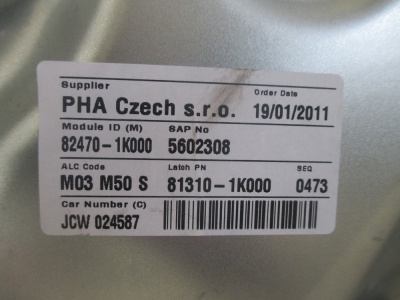 Supplier Order Date
PHA Czech s.r.o. 19/01/2011
Module ID (M) SAP No
82470-1K000 5602308
ALC Code Latch PN SEQ
M03 M50 S 81310-1K000 0473
Car Number (C)
JCW 024587